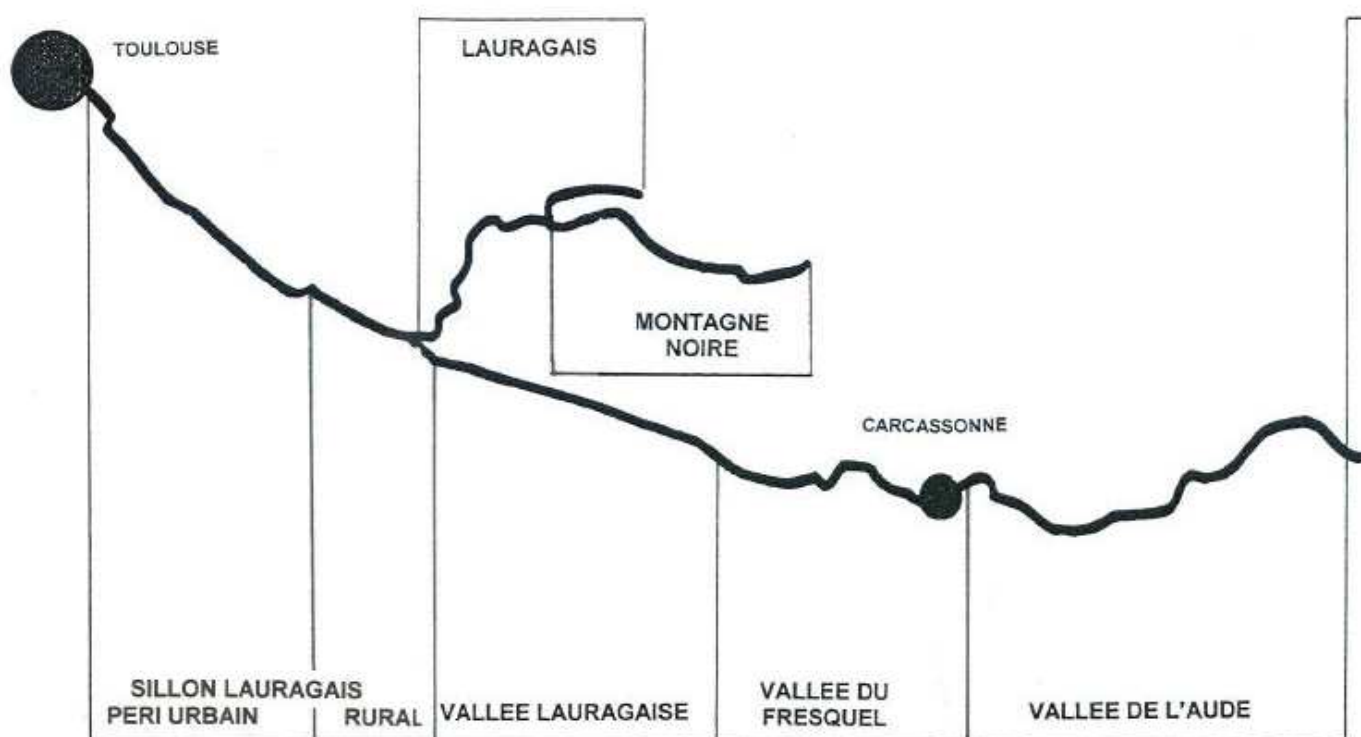 TOULOUSE
LAURAGAIS
MONTAGNE
NOIRE
CARCASSONNE
SILLON LAURAGAIS
PERI URBAIN
RURAL
VALLEE LAURAGAISE
VALLEE DU
FRESQUEL
VALLEE DE L'AUDE